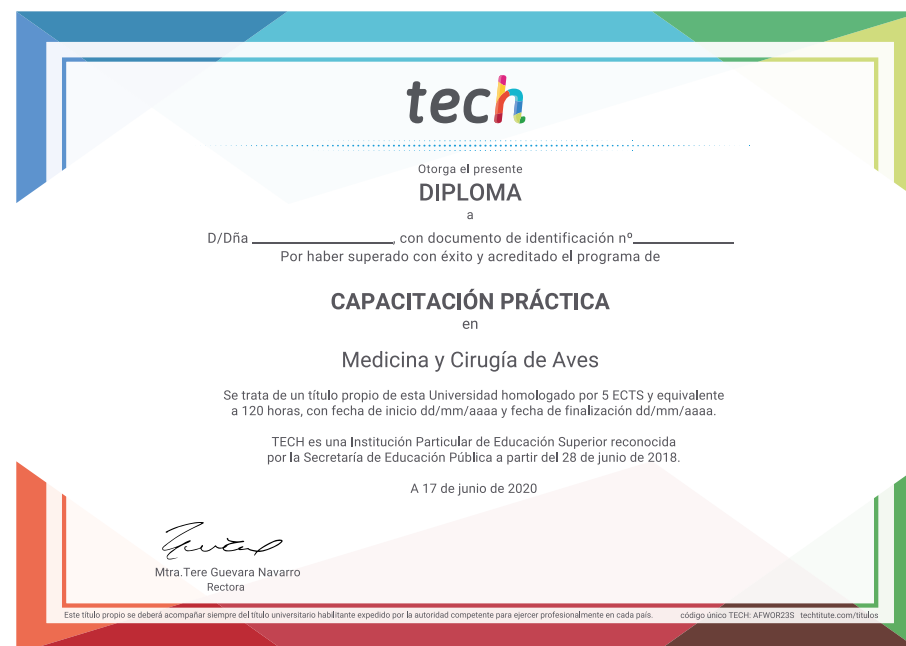 tech
Otorga el presente
DIPLOMA
a
D/Dña ____________________, con documento de identificación nº______________
Por haber superado con éxito y acreditado el programa de
CAPACITACIÓN PRÁCTICA
en
Medicina y Cirugía de Aves
Se trata de un título propio de esta Universidad homologado por 5 ECTS y equivalente
a 120 horas, con fecha de inicio dd/mm/aaaa y fecha de finalización dd/mm/aaaa.
TECH es una Institución Particular de Educación Superior reconocida
por la Secretaría de Educación Pública a partir del 28 de junio de 2018.
A 17 de junio de 2020
Mtra.Tere Guevara Navarro
Rectora
Este título propio se deberá acompañar siempre del título universitario habilitante expedido por la autoridad competente para ejercer profesionalmente en cada país. código único TECH: AFWOR23S techtitute.com/titulos